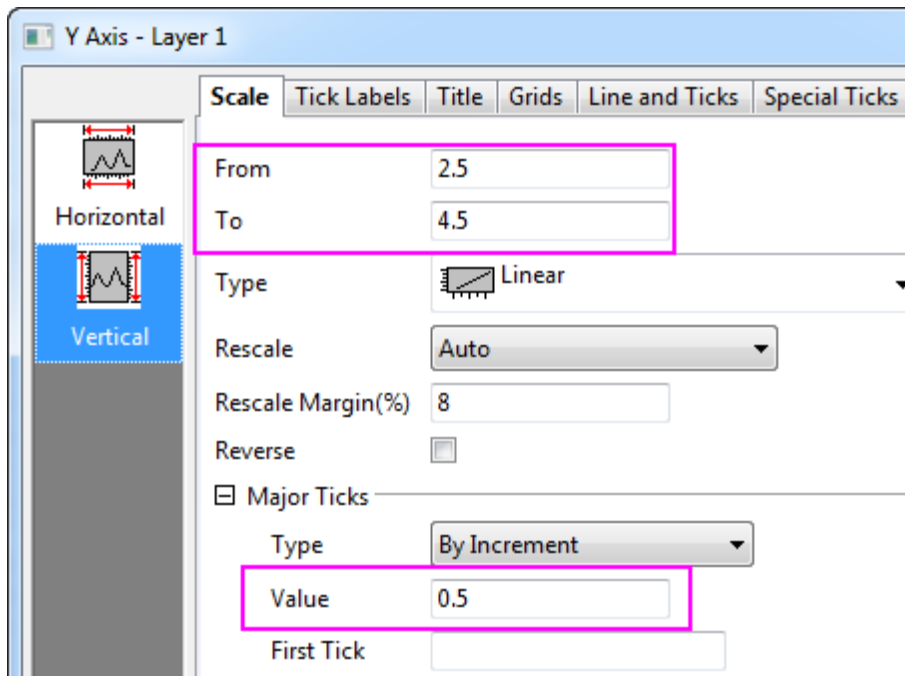 Y Axis - Layer 1
Scale Tick Labels Title Grids Line and Ticks Special Ticks
Horizontal
Vertical
From 2.5
To 4.5
Type Linear
Rescale Auto
Rescale Margin(%) 8
Reverse
Major Ticks
Type By Increment
Value 0.5
First Tick